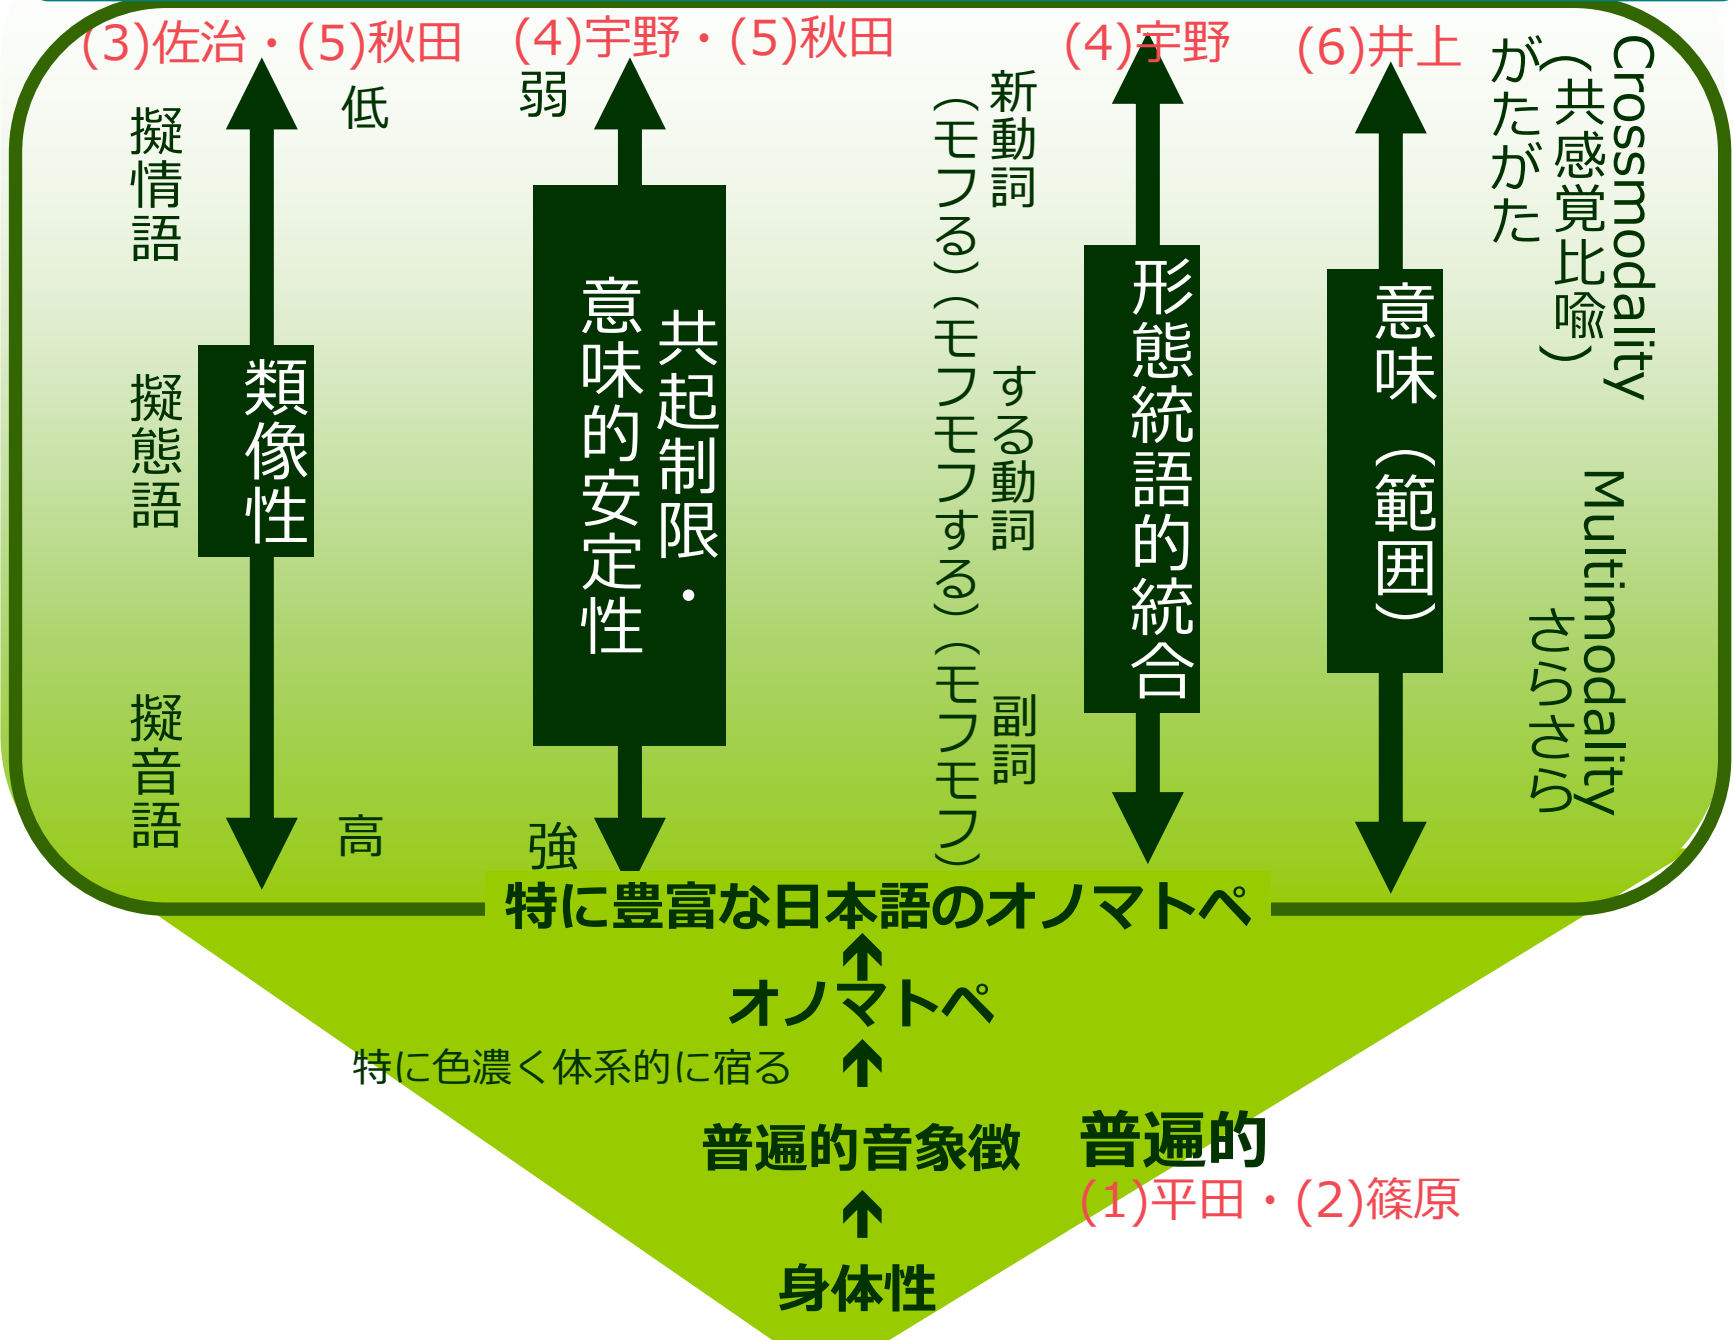 (3)佐治・(5)秋田
(4)宇野・(5)秋田
(4)宇野
(6)井上
擬情語
擬態語
擬音語
類像性
低
高
弱
強
共起制限・
意味的安定性
新動詞
する動詞
副詞
(モフる)(モフモフする)(モフモフ)
形態統語的統合
意味（範囲）
Crossmodality
(共感覚比喩)
がたがた
Multimodality
さらさら
特に豊富な日本語のオノマトペ
オノマトペ
特に色濃く体系的に宿る
普遍的音象徴
普遍的
(1)平田・(2)篠原
身体性